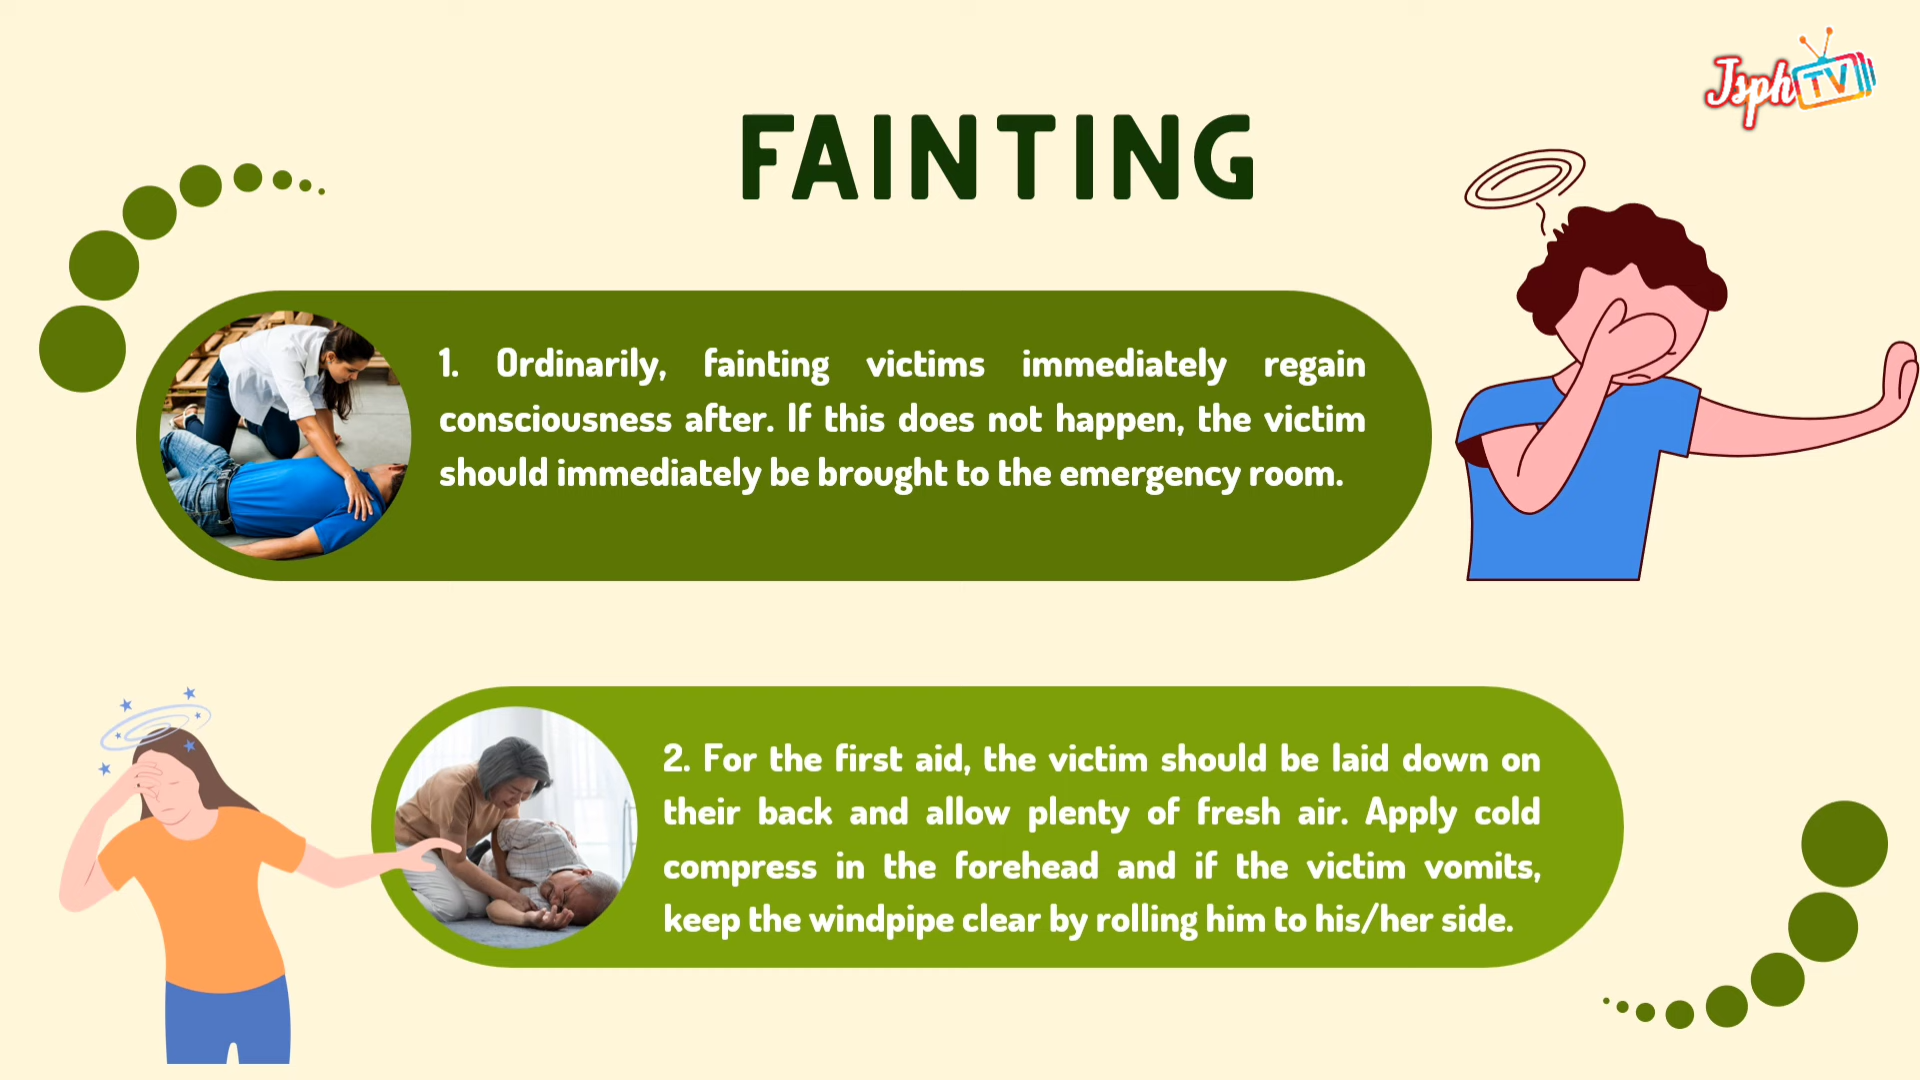 Jsph TV
FAINTING
1. Ordinarily, fainting victims immediately regain
consciousness after. If this does not happen, the victim
should immediately be brought to the emergency room.
2. For the first aid, the victim should be laid down on
their back and allow plenty of fresh air. Apply cold
compress in the forehead and if the victim vomits,
keep the windpipe clear by rolling him to his/her side.